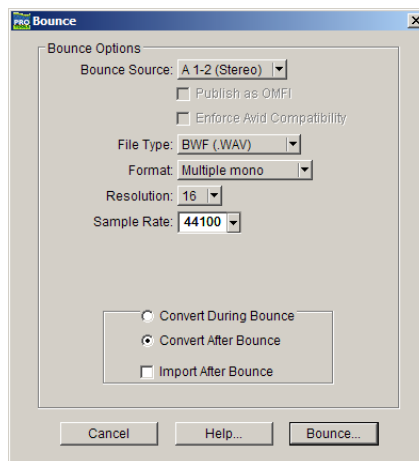 PRO Bounce
Bounce Options
Bounce Source: A 1-2 (Stereo)
Publish as OMFI
Enforce Avid Compatibility
File Type: BWF (.WAV)
Format: Multiple mono
Resolution: 16
Sample Rate: 44100
Convert During Bounce
Convert After Bounce
Import After Bounce
Cancel Help... Bounce...